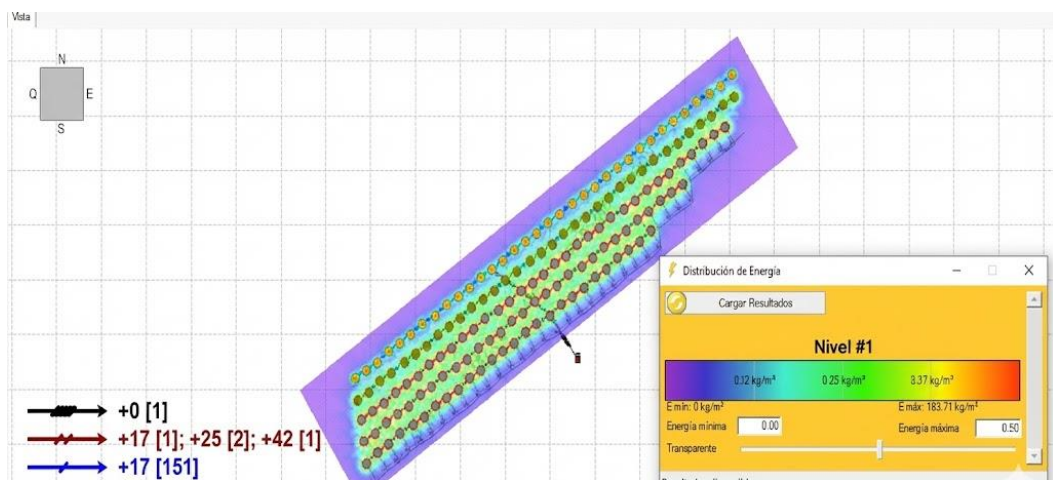 Vista
N
Q E
S
Distribución de Energía
Cargar Resultados
Nivel #1
0.12 kg/m³ 0.25 kg/m³ 3.37 kg/m³
E mín: 0 kg/m³ E máx: 183.71 kg/m³
Energía mínima 0.00 Energía máxima 0.50
Transparente
+0 [1]
+17 [1]; +25 [2]; +42 [1]
+17 [151]